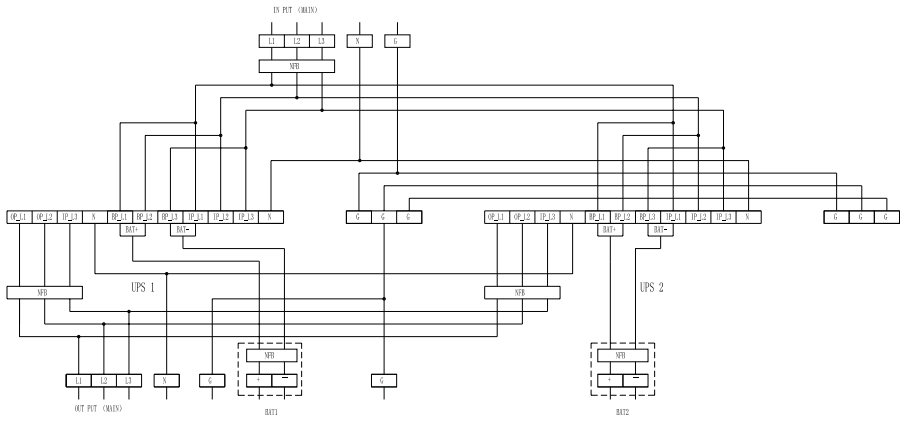 IN PUT (MAIN)
L1 L2 L3 N G
NFB
OP_L1 OP_L2 IP_L3 N BP_L1 BP_L2 BP_L3 IP_L1 IP_L2 IP_L3 N G G G OP_L1 OP_L2 IP_L3 N BP_L1 BP_L2 BP_L3 IP_L1 IP_L2 IP_L3 N G G G
BAT+ BAT- BAT+ BAT-
UPS 1 UPS 2
NFB NFB
NFB NFB
L1 L2 L3 N G + - G + -
OUT PUT (MAIN) BAT1 BAT2